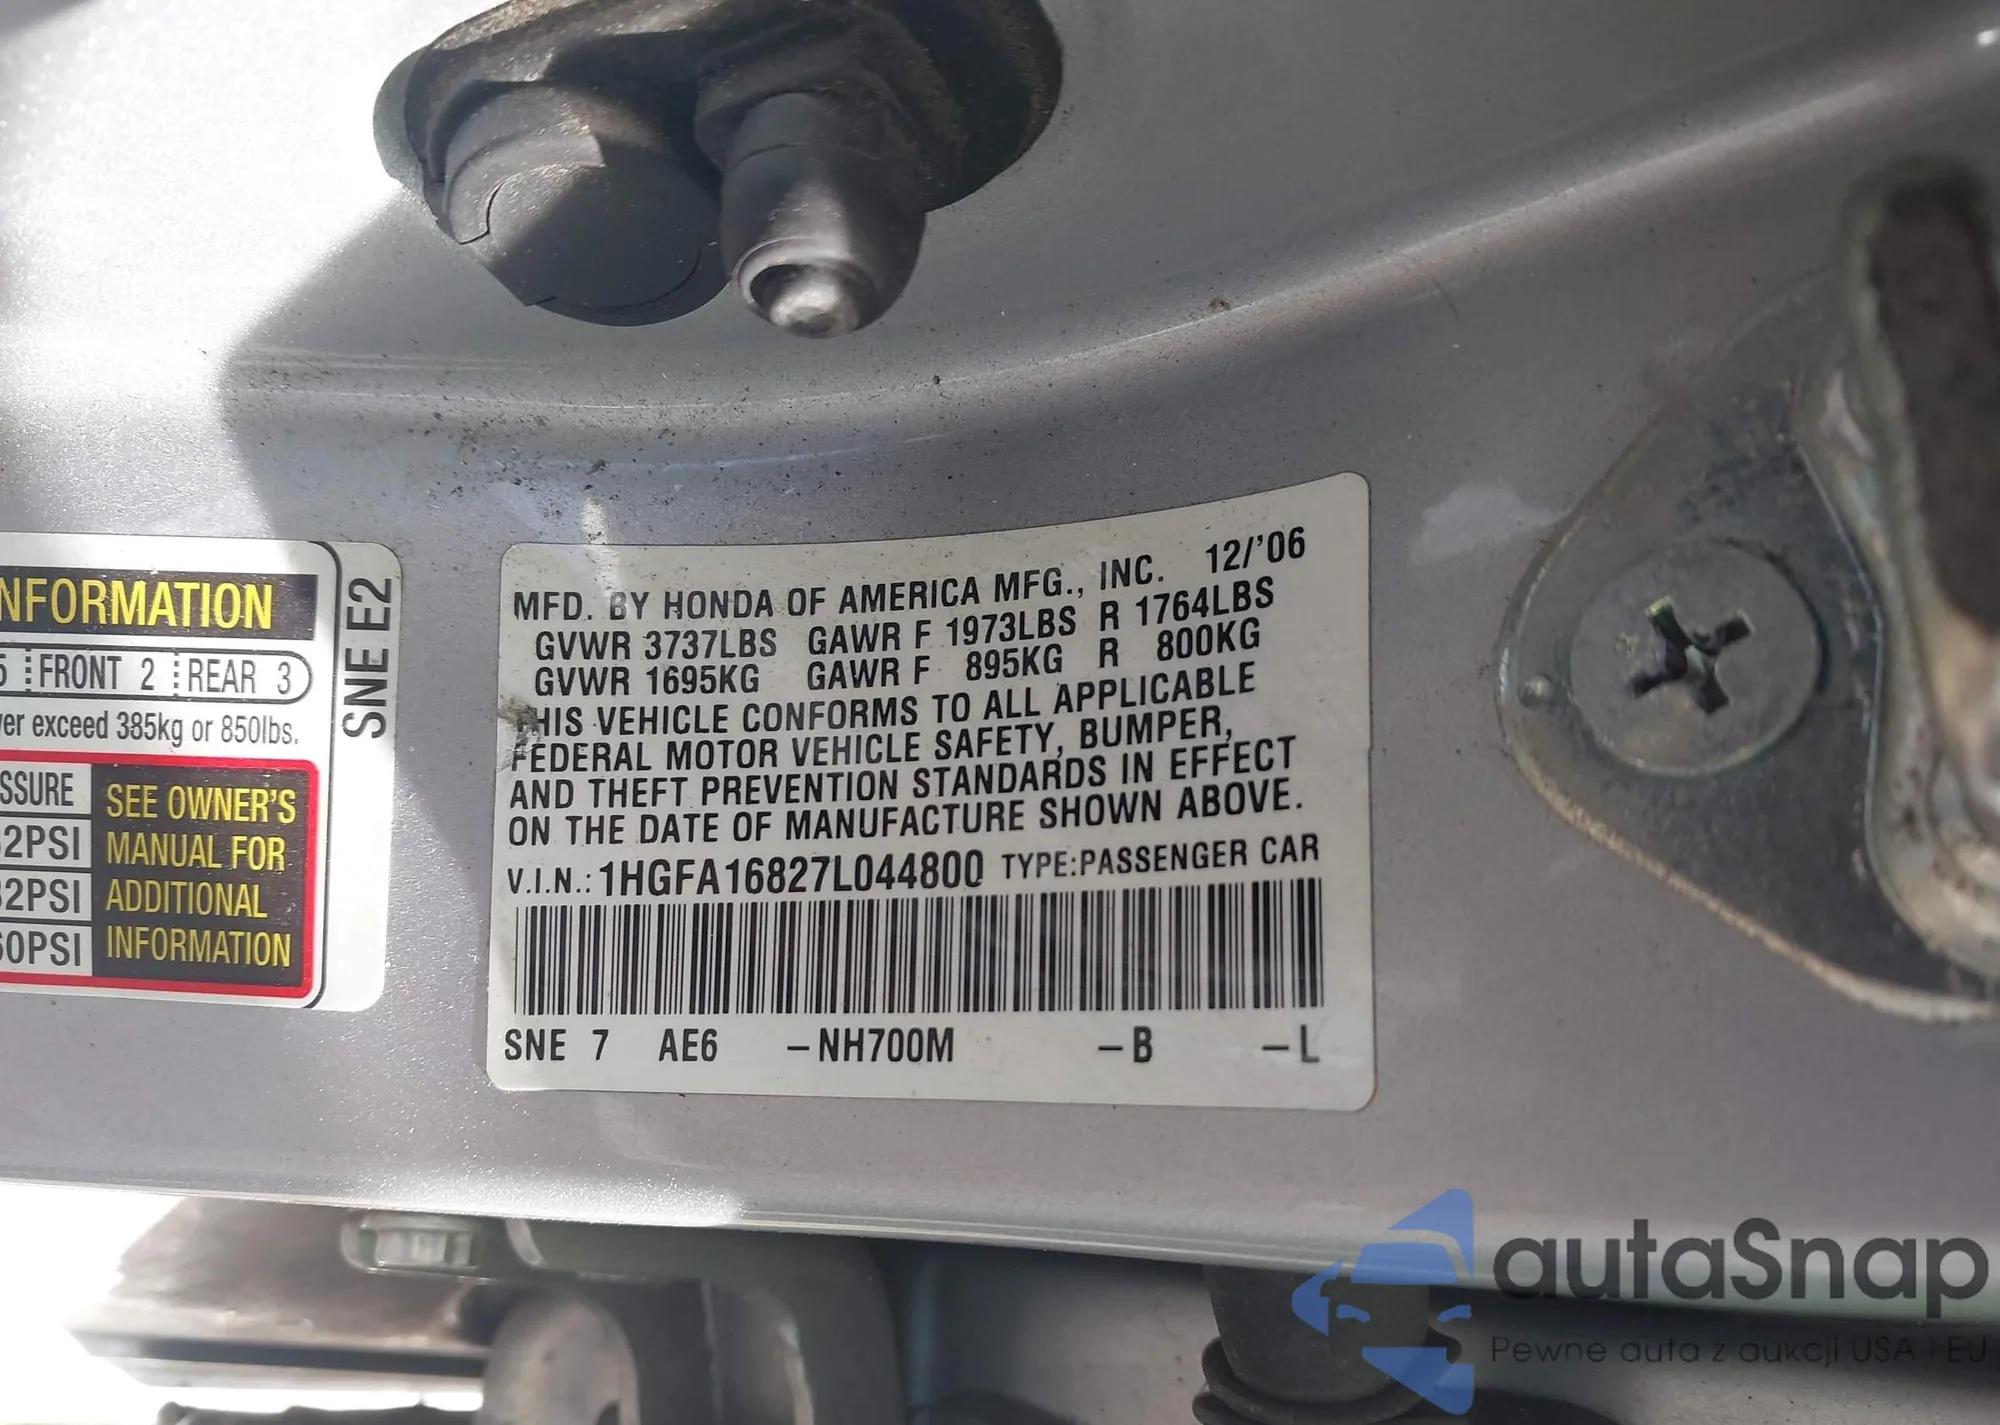 NFORMATION
5 FRONT 2 REAR 3
ver exceed 385kg or 850lbs.
SSURE
2PSI
32PSI
60PSI
SEE OWNER'S
MANUAL FOR
ADDITIONAL
INFORMATION
SNE E2
MFD. BY HONDA OF AMERICA MFG., INC. 12/'06
GVWR 3737LBS GAWR F 1973LBS R 1764LBS
GVWR 1695KG GAWR F 895KG R 800KG
THIS VEHICLE CONFORMS TO ALL APPLICABLE
FEDERAL MOTOR VEHICLE SAFETY, BUMPER,
AND THEFT PREVENTION STANDARDS IN EFFECT
ON THE DATE OF MANUFACTURE SHOWN ABOVE.
V.I.N.: 1HGFA16827L044800 TYPE:PASSENGER CAR
SNE 7 AE6 -NH700M -B -L
autaSnap
Pewne auta z aukcji USA i EU